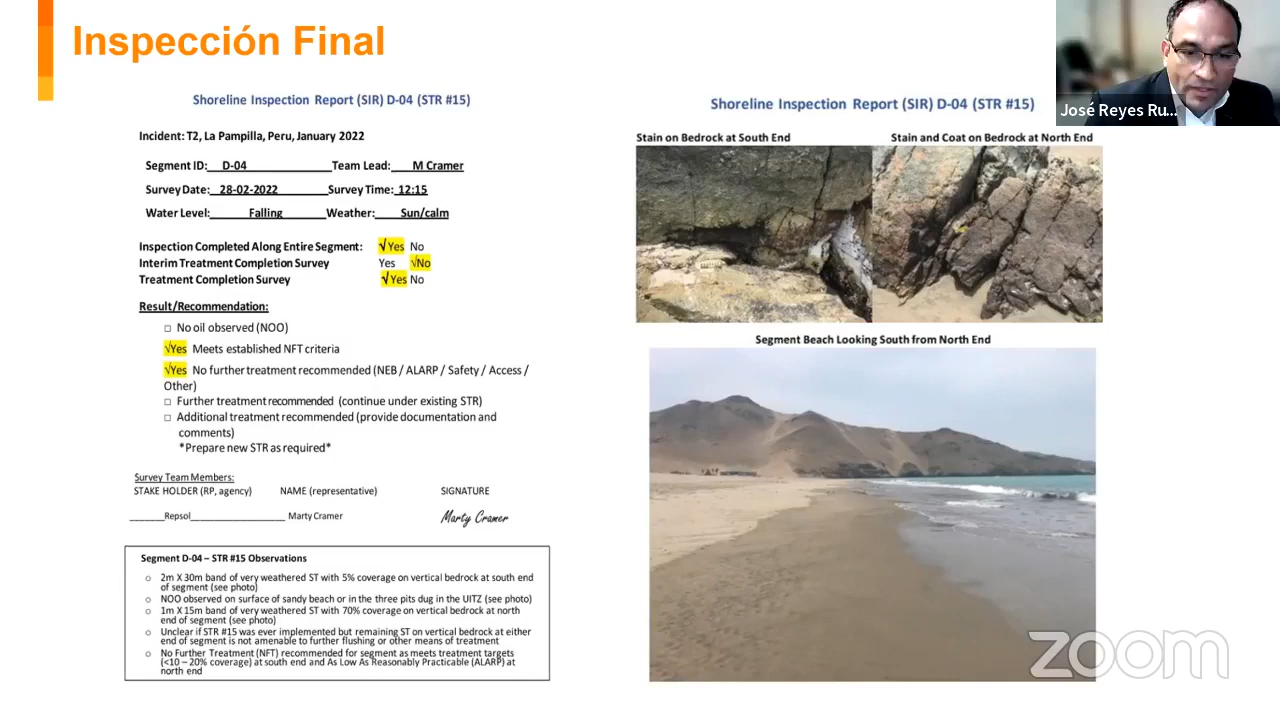 Inspección Final
José Reyes Ru...
Shoreline Inspection Report (SIR) D-04 (STR #15)
Incident: T2, La Pampilla, Peru, January 2022
Segment ID: D-04 Team Lead: M Cramer
Survey Date: 28-02-2022 Survey Time: 12:15
Water Level: Falling Weather: Sun/calm
Inspection Completed Along Entire Segment: √Yes No
Interim Treatment Completion Survey Yes √No
Treatment Completion Survey √Yes No
Result/Recommendation:
□ No oil observed (NOO)
√Yes Meets established NFT criteria
√Yes No further treatment recommended (NEB / ALARP / Safety / Access /
Other)
□ Further treatment recommended (continue under existing STR)
□ Additional treatment recommended (provide documentation and
comments)
*Prepare new STR as required*
Survey Team Members:
STAKE HOLDER (RP, agency) NAME (representative) SIGNATURE
Repsol Marty Cramer Marty Cramer
Segment D-04 – STR #15 Observations
o 2m X 30m band of very weathered ST with 5% coverage on vertical bedrock at south end
of segment (see photo)
o NOO observed on surface of sandy beach or in the three pits dug in the UITZ (see photo)
o 1m X 15m band of very weathered ST with 70% coverage on vertical bedrock at north
end of segment (see photo)
o Unclear if STR #15 was ever implemented but remaining ST on vertical bedrock at either
end of segment is not amenable to further flushing or other means of treatment
o No Further Treatment (NFT) recommended for segment as meets treatment targets
(<10 – 20% coverage) at south end and As Low As Reasonably Practicable (ALARP) at
north end
Shoreline Inspection Report (SIR) D-04 (STR #15)
Stain on Bedrock at South End
Stain and Coat on Bedrock at North End
Segment Beach Looking South from North End
zoom